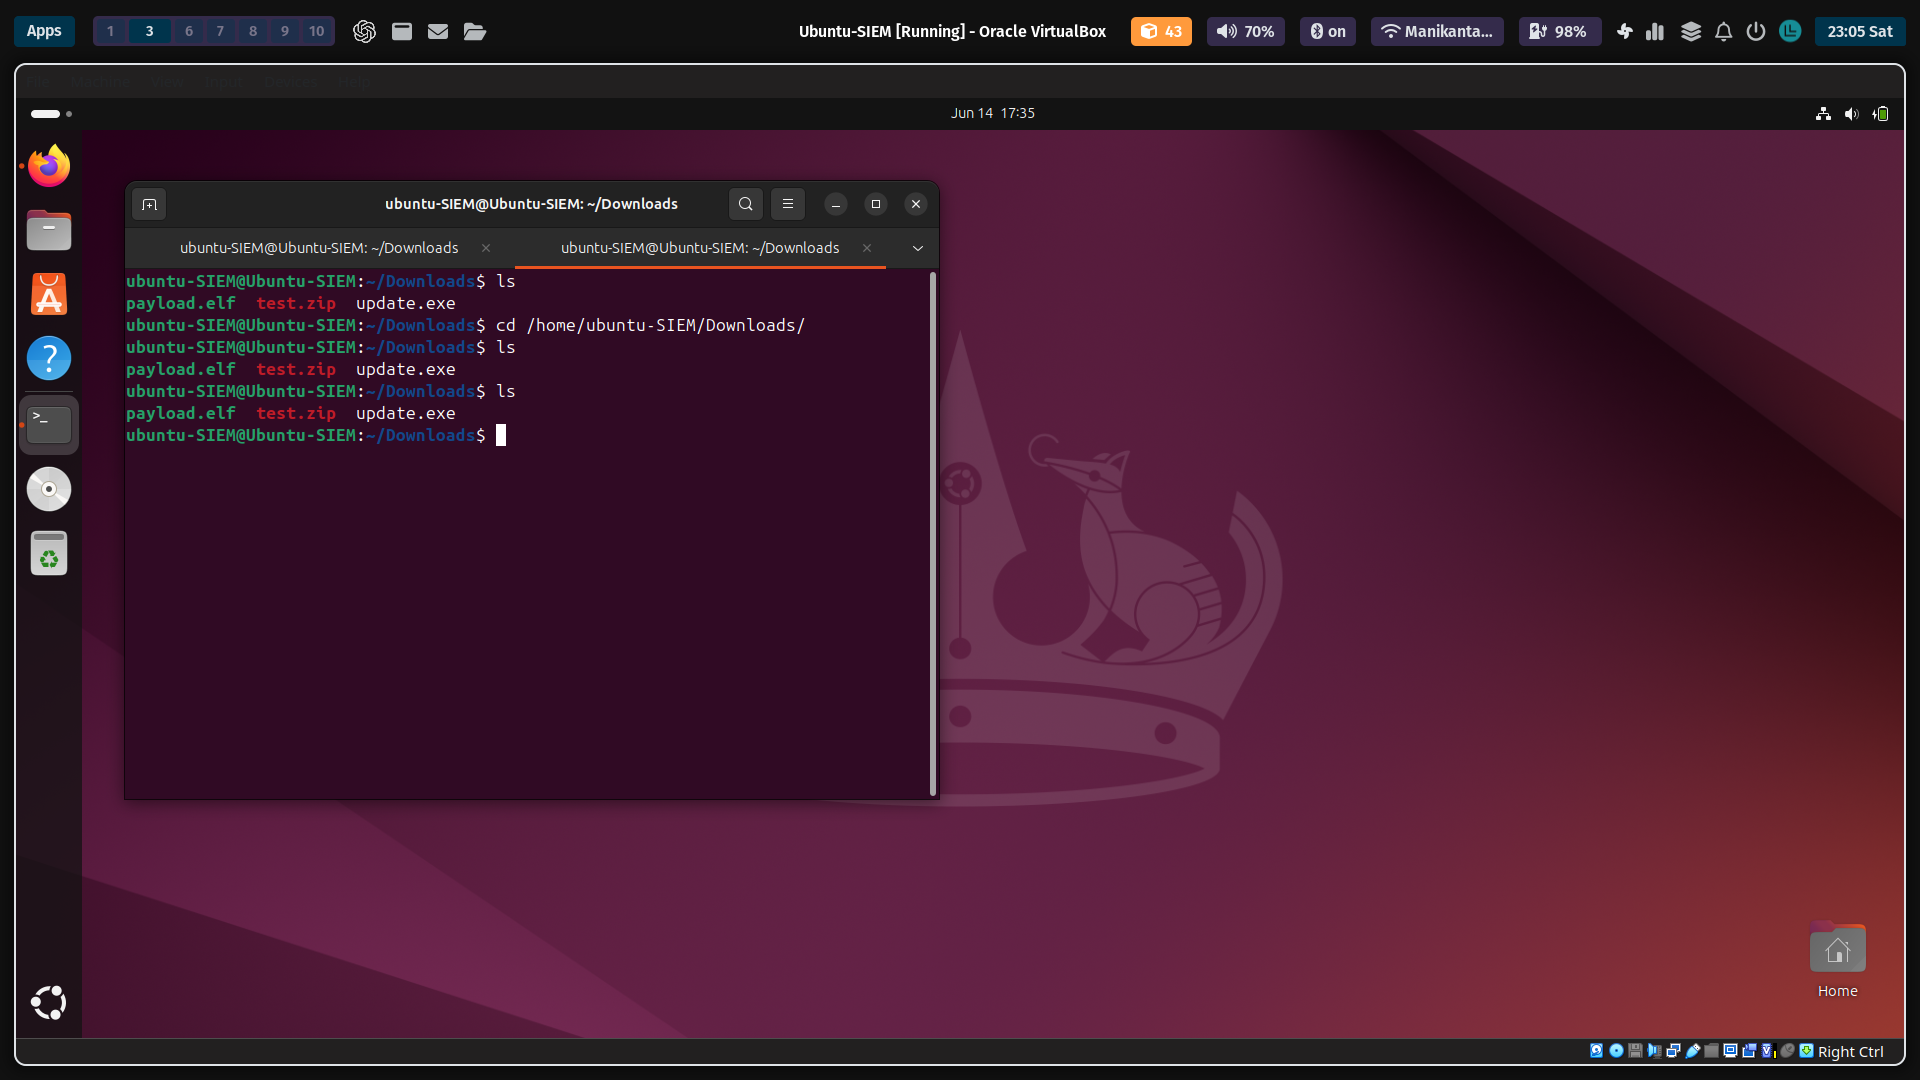 Apps 1 3 6 7 8 9 10 Ubuntu-SIEM [Running] - Oracle VirtualBox 43 70% on Manikanta... 98% 23:05 Sat
Jun 14 17:35
ubuntu-SIEM@Ubuntu-SIEM: ~/Downloads
ubuntu-SIEM@Ubuntu-SIEM: ~/Downloads ubuntu-SIEM@Ubuntu-SIEM: ~/Downloads
ubuntu-SIEM@Ubuntu-SIEM:~/Downloads$ ls
payload.elf test.zip update.exe
ubuntu-SIEM@Ubuntu-SIEM:~/Downloads$ cd /home/ubuntu-SIEM/Downloads/
ubuntu-SIEM@Ubuntu-SIEM:~/Downloads$ ls
payload.elf test.zip update.exe
ubuntu-SIEM@Ubuntu-SIEM:~/Downloads$ ls
payload.elf test.zip update.exe
ubuntu-SIEM@Ubuntu-SIEM:~/Downloads$
Home
Right Ctrl